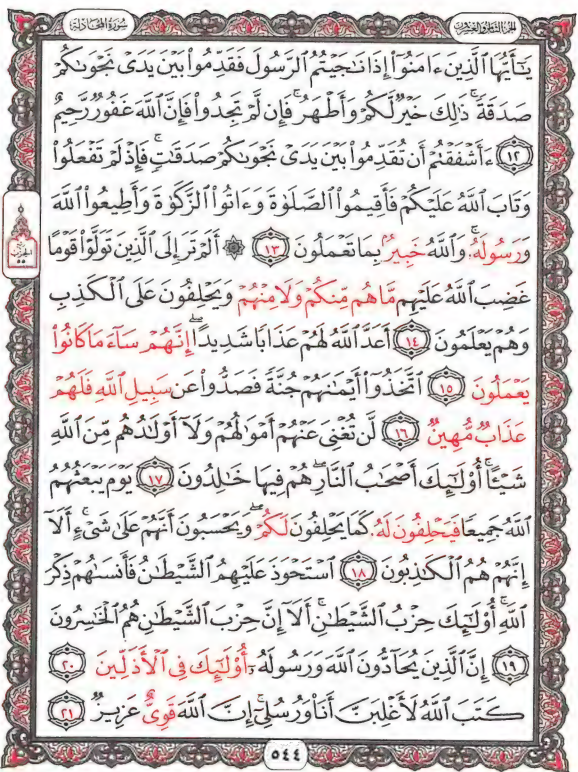 الجزء الثامن والعشرون
سورة المجادلة
يَٰٓأَيُّهَا ٱلَّذِينَ ءَامَنُوٓا۟ إِذَا نَٰجَيْتُمُ ٱلرَّسُولَ فَقَدِّمُوا۟ بَيْنَ يَدَىْ نَجْوَىٰكُمْ
صَدَقَةً ۚ ذَٰلِكَ خَيْرٌ لَّكُمْ وَأَطْهَرُ ۚ فَإِن لَّمْ تَجِدُوا۟ فَإِنَّ ٱللَّهَ غَفُورٌ رَّحِيمٌ
١٢ ءَأَشْفَقْتُمْ أَن تُقَدِّمُوا۟ بَيْنَ يَدَىْ نَجْوَىٰكُمْ صَدَقَٰتٍ ۚ فَإِذْ لَمْ تَفْعَلُوا۟
وَتَابَ ٱللَّهُ عَلَيْكُمْ فَأَقِيمُوا۟ ٱلصَّلَوٰةَ وَءَاتُوا۟ ٱلزَّكَوٰةَ وَأَطِيعُوا۟ ٱللَّهَ
وَرَسُولَهُۥ ۚ وَٱللَّهُ خَبِيرٌۢ بِمَا تَعْمَلُونَ ١٣ ۞ أَلَمْ تَرَ إِلَى ٱلَّذِينَ تَوَلَّوْا۟ قَوْمًا
غَضِبَ ٱللَّهُ عَلَيْهِم مَّا هُم مِّنكُمْ وَلَا مِنْهُمْ وَيَحْلِفُونَ عَلَى ٱلْكَذِبِ
وَهُمْ يَعْلَمُونَ ١٤ أَعَدَّ ٱللَّهُ لَهُمْ عَذَابًا شَدِيدًا ۖ إِنَّهُمْ سَآءَ مَا كَانُوا۟
يَعْمَلُونَ ١٥ ٱتَّخَذُوٓا۟ أَيْمَٰنَهُمْ جُنَّةً فَصَدُّوا۟ عَن سَبِيلِ ٱللَّهِ فَلَهُمْ
عَذَابٌ مُّهِينٌ ١٦ لَّن تُغْنِىَ عَنْهُمْ أَمْوَٰلُهُمْ وَلَآ أَوْلَٰدُهُم مِّنَ ٱللَّهِ
شَيْـًٔا ۚ أُو۟لَٰٓئِكَ أَصْحَٰبُ ٱلنَّارِ ۖ هُمْ فِيهَا خَٰلِدُونَ ١٧ يَوْمَ يَبْعَثُهُمُ
ٱللَّهُ جَمِيعًا فَيَحْلِفُونَ لَهُۥ كَمَا يَحْلِفُونَ لَكُمْ ۖ وَيَحْسَبُونَ أَنَّهُمْ عَلَىٰ شَىْءٍ ۚ أَلَآ
إِنَّهُمْ هُمُ ٱلْكَٰذِبُونَ ١٨ ٱسْتَحْوَذَ عَلَيْهِمُ ٱلشَّيْطَٰنُ فَأَنسَىٰهُمْ ذِكْرَ
ٱللَّهِ ۚ أُو۟لَٰٓئِكَ حِزْبُ ٱلشَّيْطَٰنِ ۚ أَلَآ إِنَّ حِزْبَ ٱلشَّيْطَٰنِ هُمُ ٱلْخَٰسِرُونَ
١٩ إِنَّ ٱلَّذِينَ يُحَآدُّونَ ٱللَّهَ وَرَسُولَهُۥٓ أُو۟لَٰٓئِكَ فِى ٱلْأَذَلِّينَ ٢٠
كَتَبَ ٱللَّهُ لَأَغْلِبَنَّ أَنَا۠ وَرُسُلِىٓ ۚ إِنَّ ٱللَّهَ قَوِىٌّ عَزِيزٌ ٢١
٥٤٤